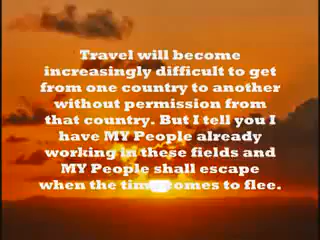 Travel will become
increasingly difficult to get
from one country to another
without permission from
that country. But I tell you I
have MY People already
working in these fields and
MY People shall escape
when the time comes to flee.